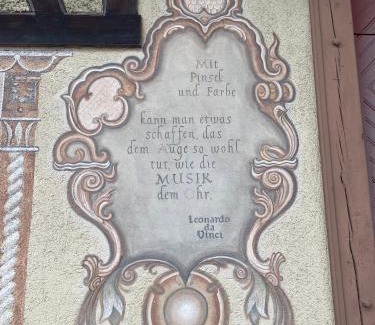 Mit
Pinsel
und Farbe
kann man etwas
schaffen, das
dem Auge so wohl
tut, wie die
MUSIK
dem Ohr.
Leonardo
da
Vinci